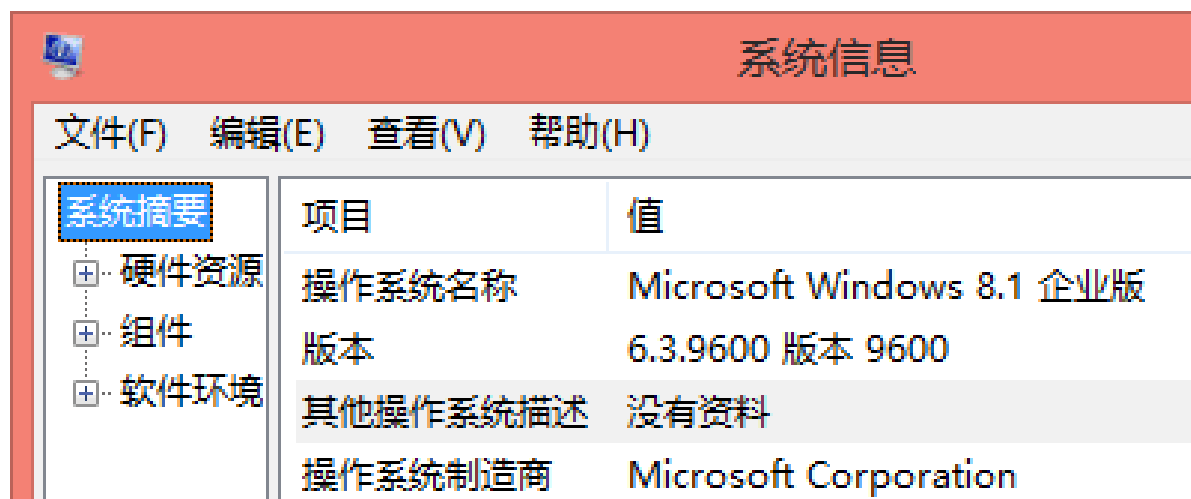 系统信息
文件(F) 编辑(E) 查看(V) 帮助(H)
系统摘要
硬件资源
组件
软件环境
项目 值
操作系统名称 Microsoft Windows 8.1 企业版
版本 6.3.9600 版本 9600
其他操作系统描述 没有资料
操作系统制造商 Microsoft Corporation